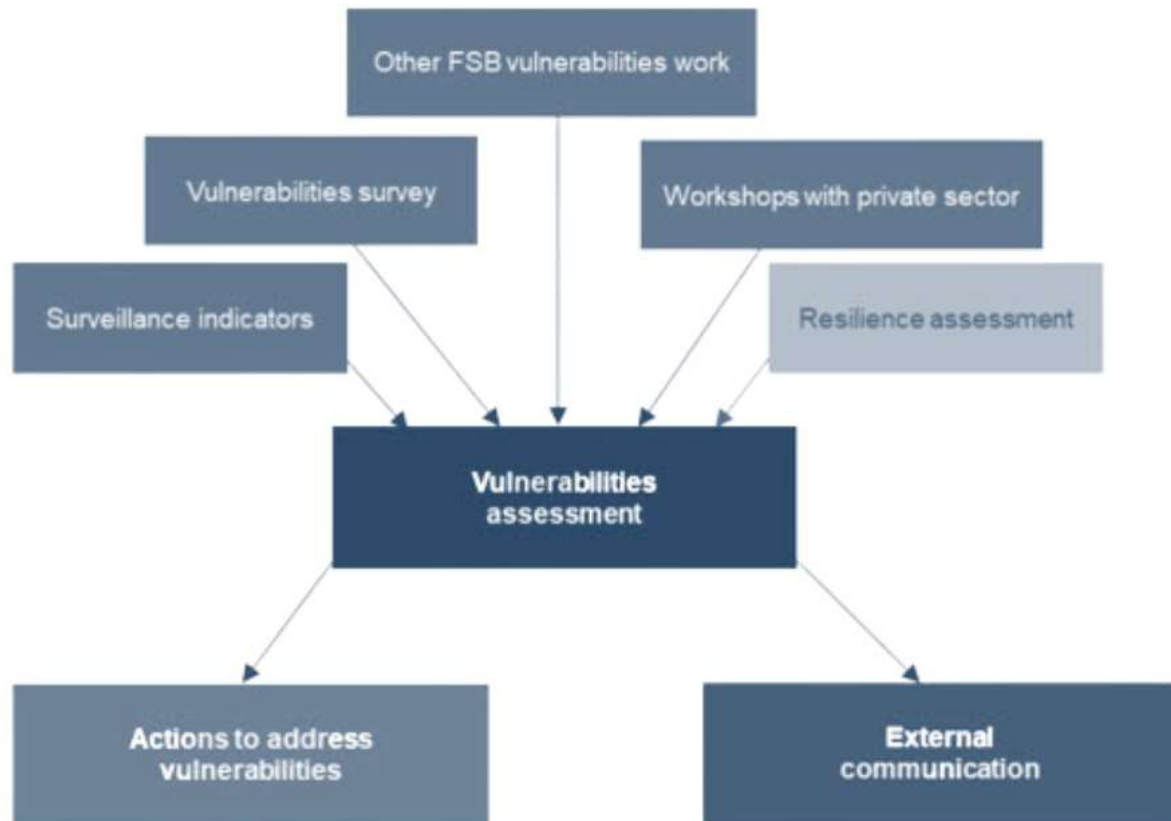 Other FSB vulnerabilities work
Vulnerabilities survey
Workshops with private sector
Surveillance indicators
Resilience assessment
Vulnerabilities
assessment
Actions to address
vulnerabilities
External
communication